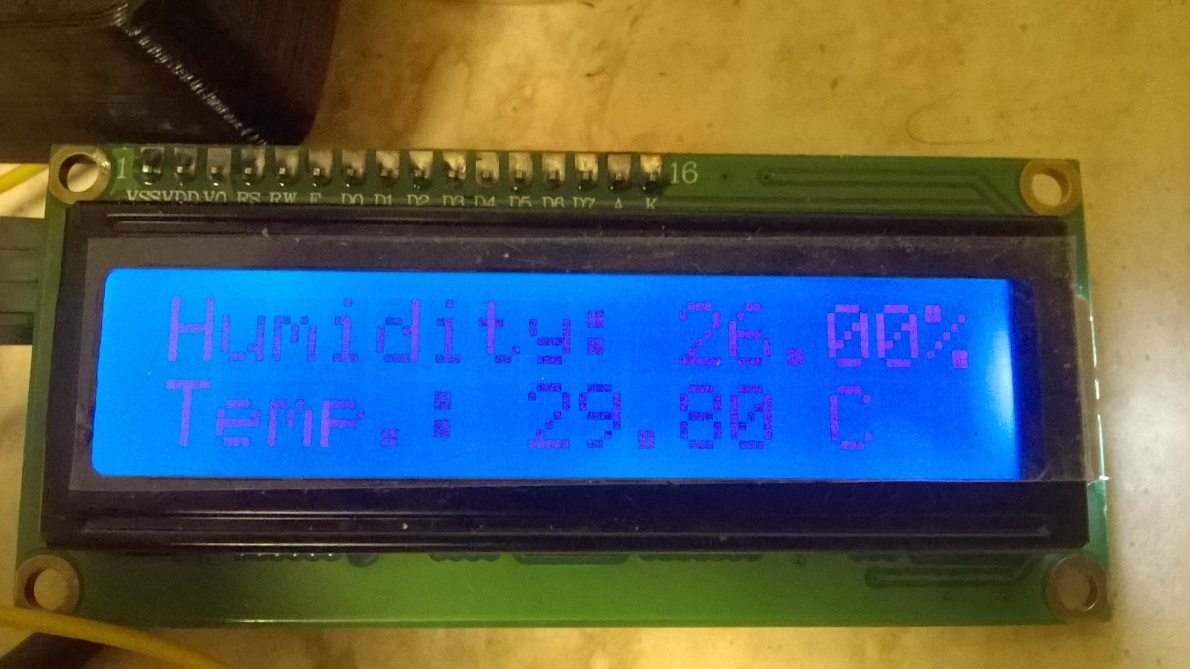 1 16
VSS VDD V0 RS RW E D0 D1 D2 D3 D4 D5 D6 D7 A K
Humidity: 26.00%
Temp.: 29.80 C